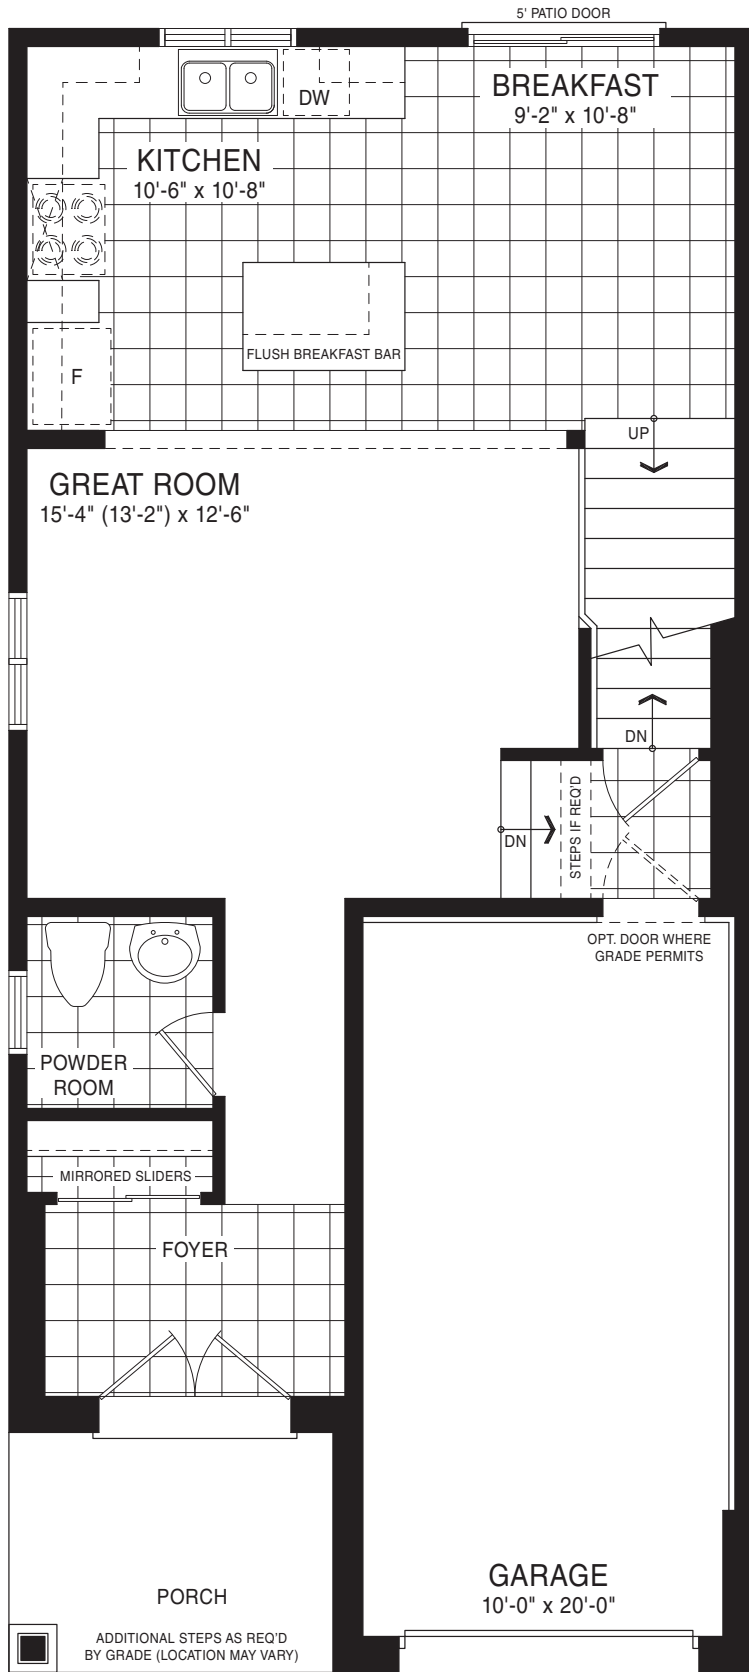 5' PATIO DOOR
BREAKFAST
9'-2" x 10'-8"
DW
KITCHEN
10'-6" x 10'-8"
FLUSH BREAKFAST BAR
F
UP
GREAT ROOM
15'-4" (13'-2") x 12'-6"
DN
DN
STEPS IF REQ'D
OPT. DOOR WHERE
GRADE PERMITS
POWDER
ROOM
MIRRORED SLIDERS
FOYER
GARAGE
10'-0" x 20'-0"
PORCH
ADDITIONAL STEPS AS REQ'D
BY GRADE (LOCATION MAY VARY)